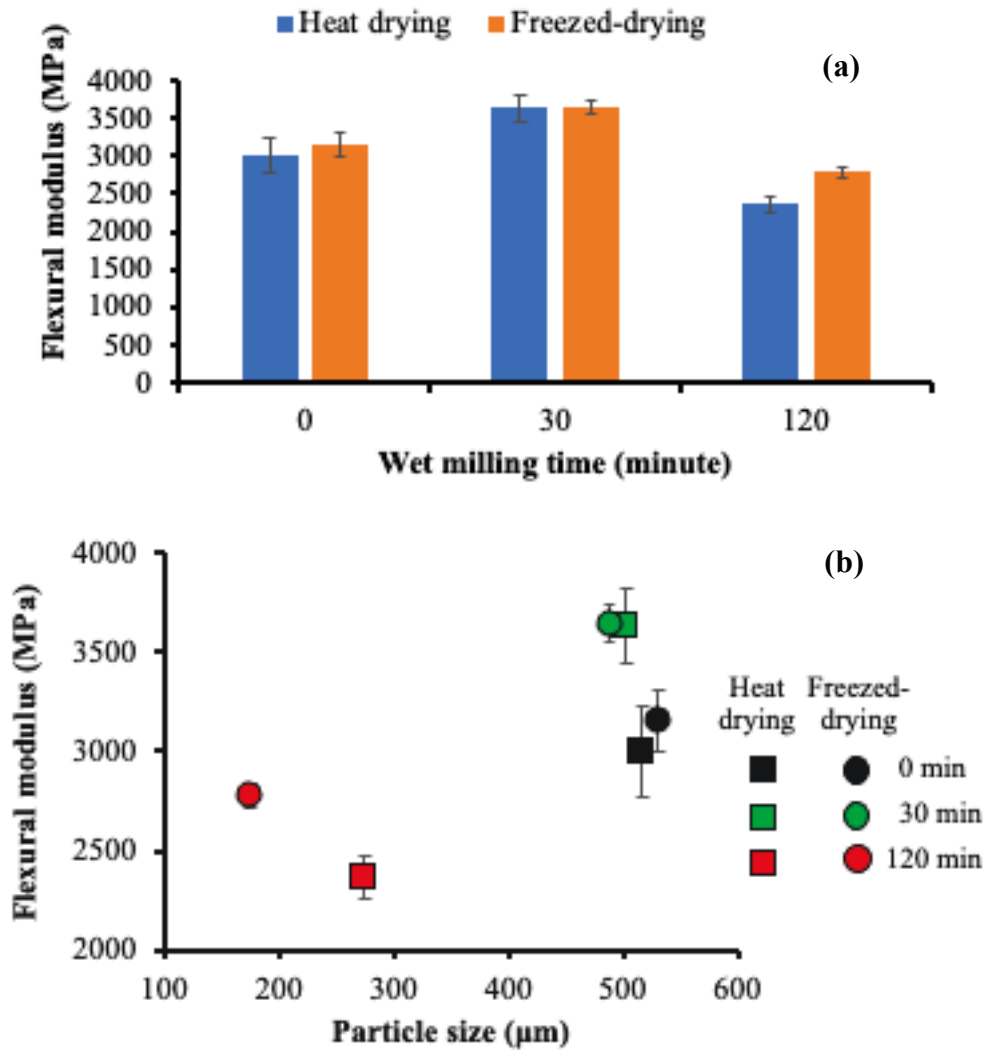 Heat drying Freezed-drying
(a)
Flexural modulus (MPa)
4000
3500
3000
2500
2000
1500
1000
500
0
0 30 120
Wet milling time (minute)
(b)
Flexural modulus (MPa)
4000
3500
3000
2500
2000
100 200 300 400 500 600
Particle size (µm)
Heat Freezed-
drying drying
0 min
30 min
120 min